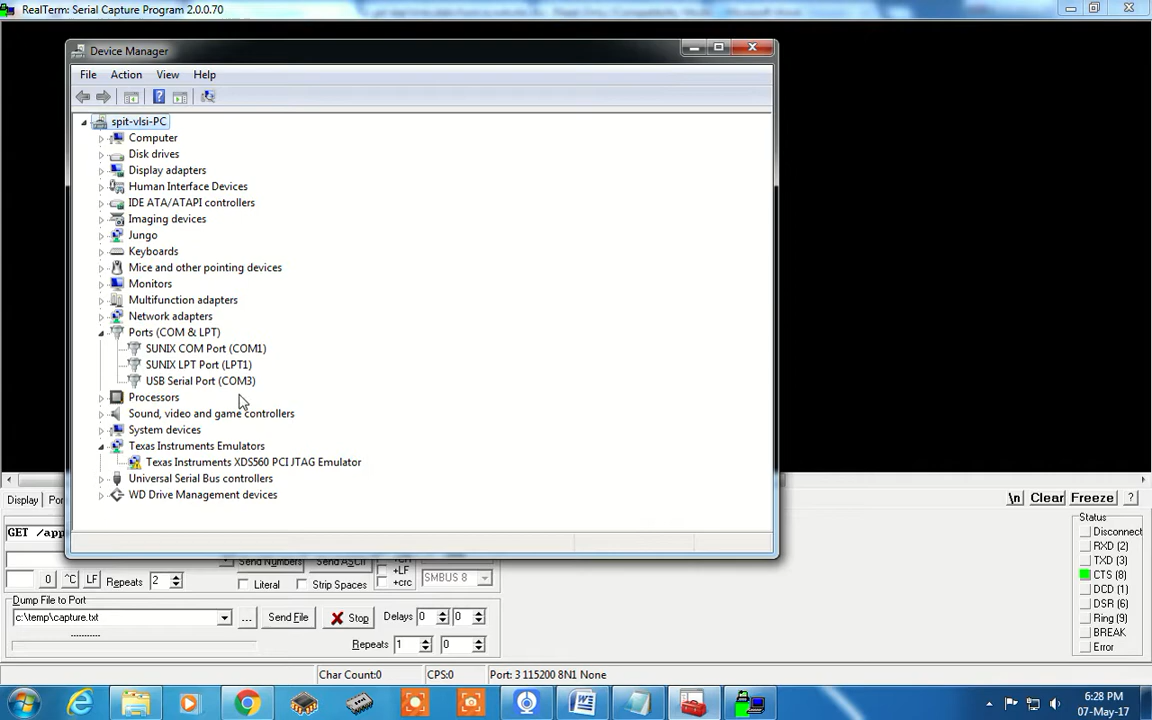 RealTerm: Serial Capture Program 2.0.0.70
Device Manager
File Action View Help
spit-vlsi-PC
Computer
Disk drives
Display adapters
Human Interface Devices
IDE ATA/ATAPI controllers
Imaging devices
Jungo
Keyboards
Mice and other pointing devices
Monitors
Multifunction adapters
Network adapters
Ports (COM & LPT)
SUNIX COM Port (COM1)
SUNIX LPT Port (LPT1)
USB Serial Port (COM3)
Processors
Sound, video and game controllers
System devices
Texas Instruments Emulators
Texas Instruments XDS560 PCI JTAG Emulator
Universal Serial Bus controllers
WD Drive Management devices
Display Por \n Clear Freeze ?
Status
Disconnect
RXD (2)
TXD (3)
CTS (8)
DCD (1)
DSR (6)
Ring (9)
BREAK
Error
GET /app
Send Numbers Send ASCII +CR
0 ^C LF Repeats 2 Literal Strip Spaces +LF +crc SMBUS 8
Dump File to Port
c:\temp\capture.txt ... Send File Stop Delays 0 0
Repeats 1 0
Char Count:0 CPS:0 Port: 3 115200 8N1 None
6:28 PM
07-May-17